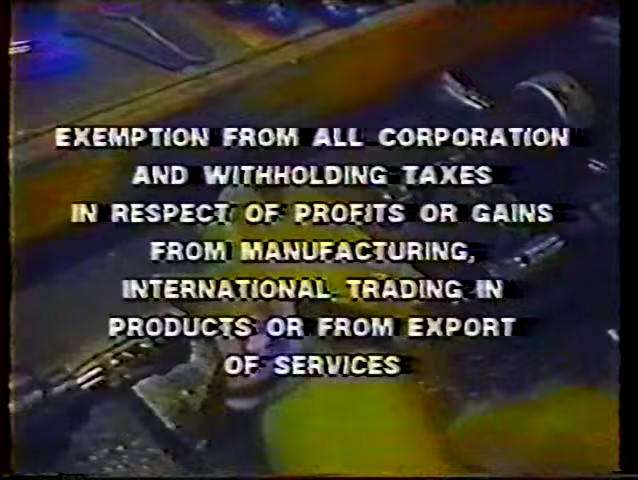 EXEMPTION FROM ALL CORPORATION
AND WITHHOLDING TAXES
IN RESPECT OF PROFITS OR GAINS
FROM MANUFACTURING,
INTERNATIONAL TRADING IN
PRODUCTS OR FROM EXPORT
OF SERVICES